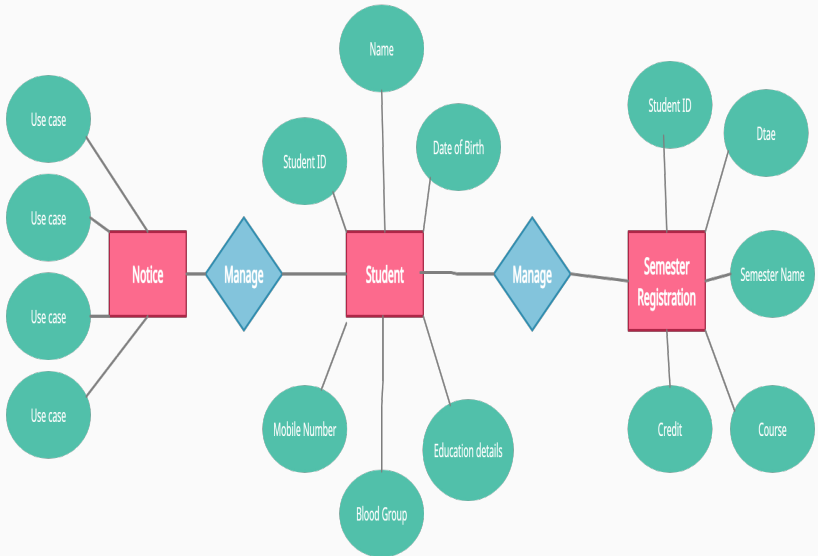 Name
Student ID
Date of Birth
Student ID
Dtae
Use case
Use case
Use case
Use case
Notice
Manage
Student
Manage
Semester
Registration
Semester Name
Mobile Number
Education details
Blood Group
Credit
Course